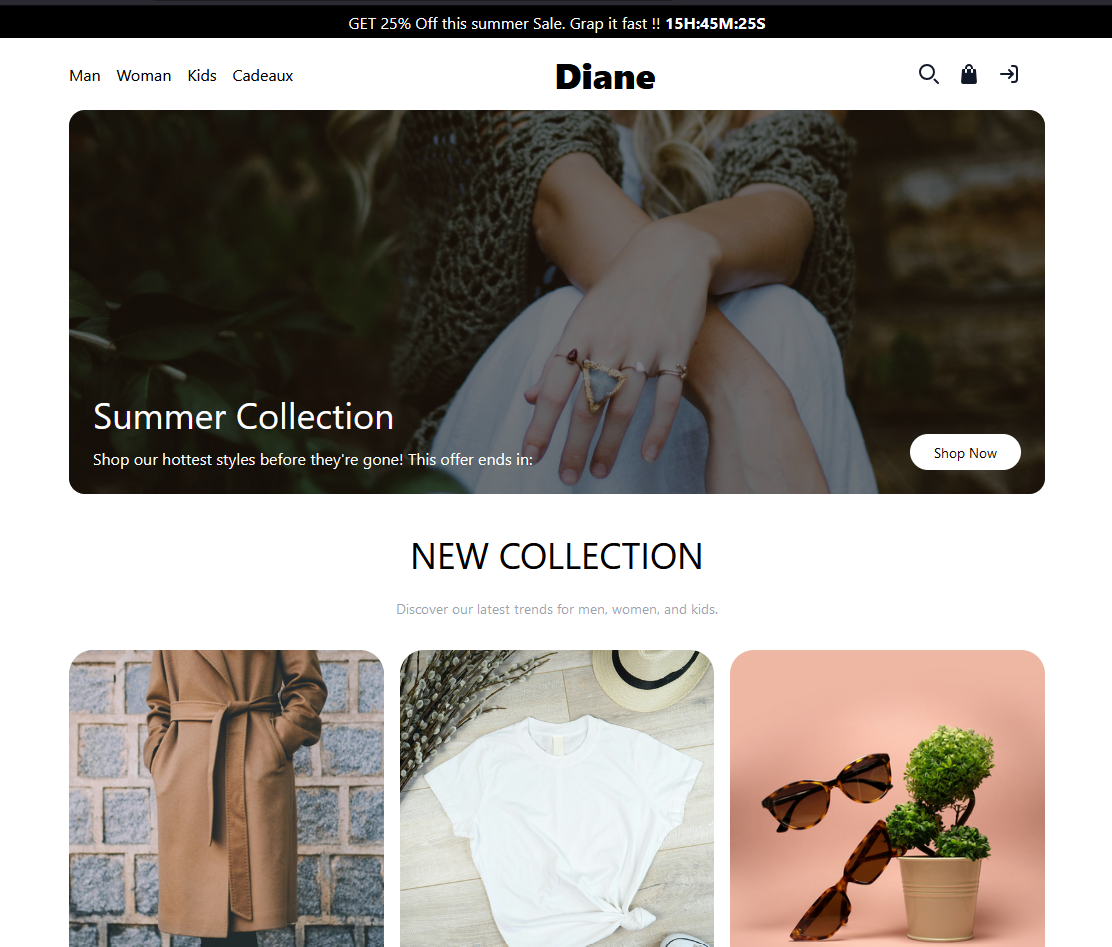 GET 25% Off this summer Sale. Grap it fast !! 15H:45M:25S
Man Woman Kids Cadeaux
Diane
Summer Collection
Shop our hottest styles before they're gone! This offer ends in:
Shop Now
NEW COLLECTION
Discover our latest trends for men, women, and kids.